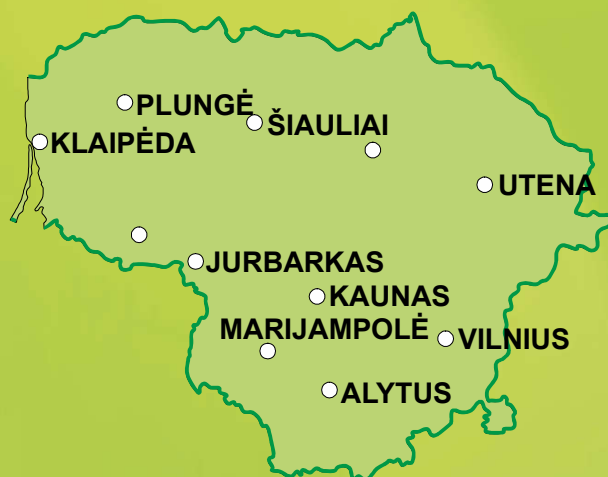 PLUNGĖ
ŠIAULIAI
KLAIPĖDA
UTENA
JURBARKAS
KAUNAS
MARIJAMPOLĖ
VILNIUS
ALYTUS